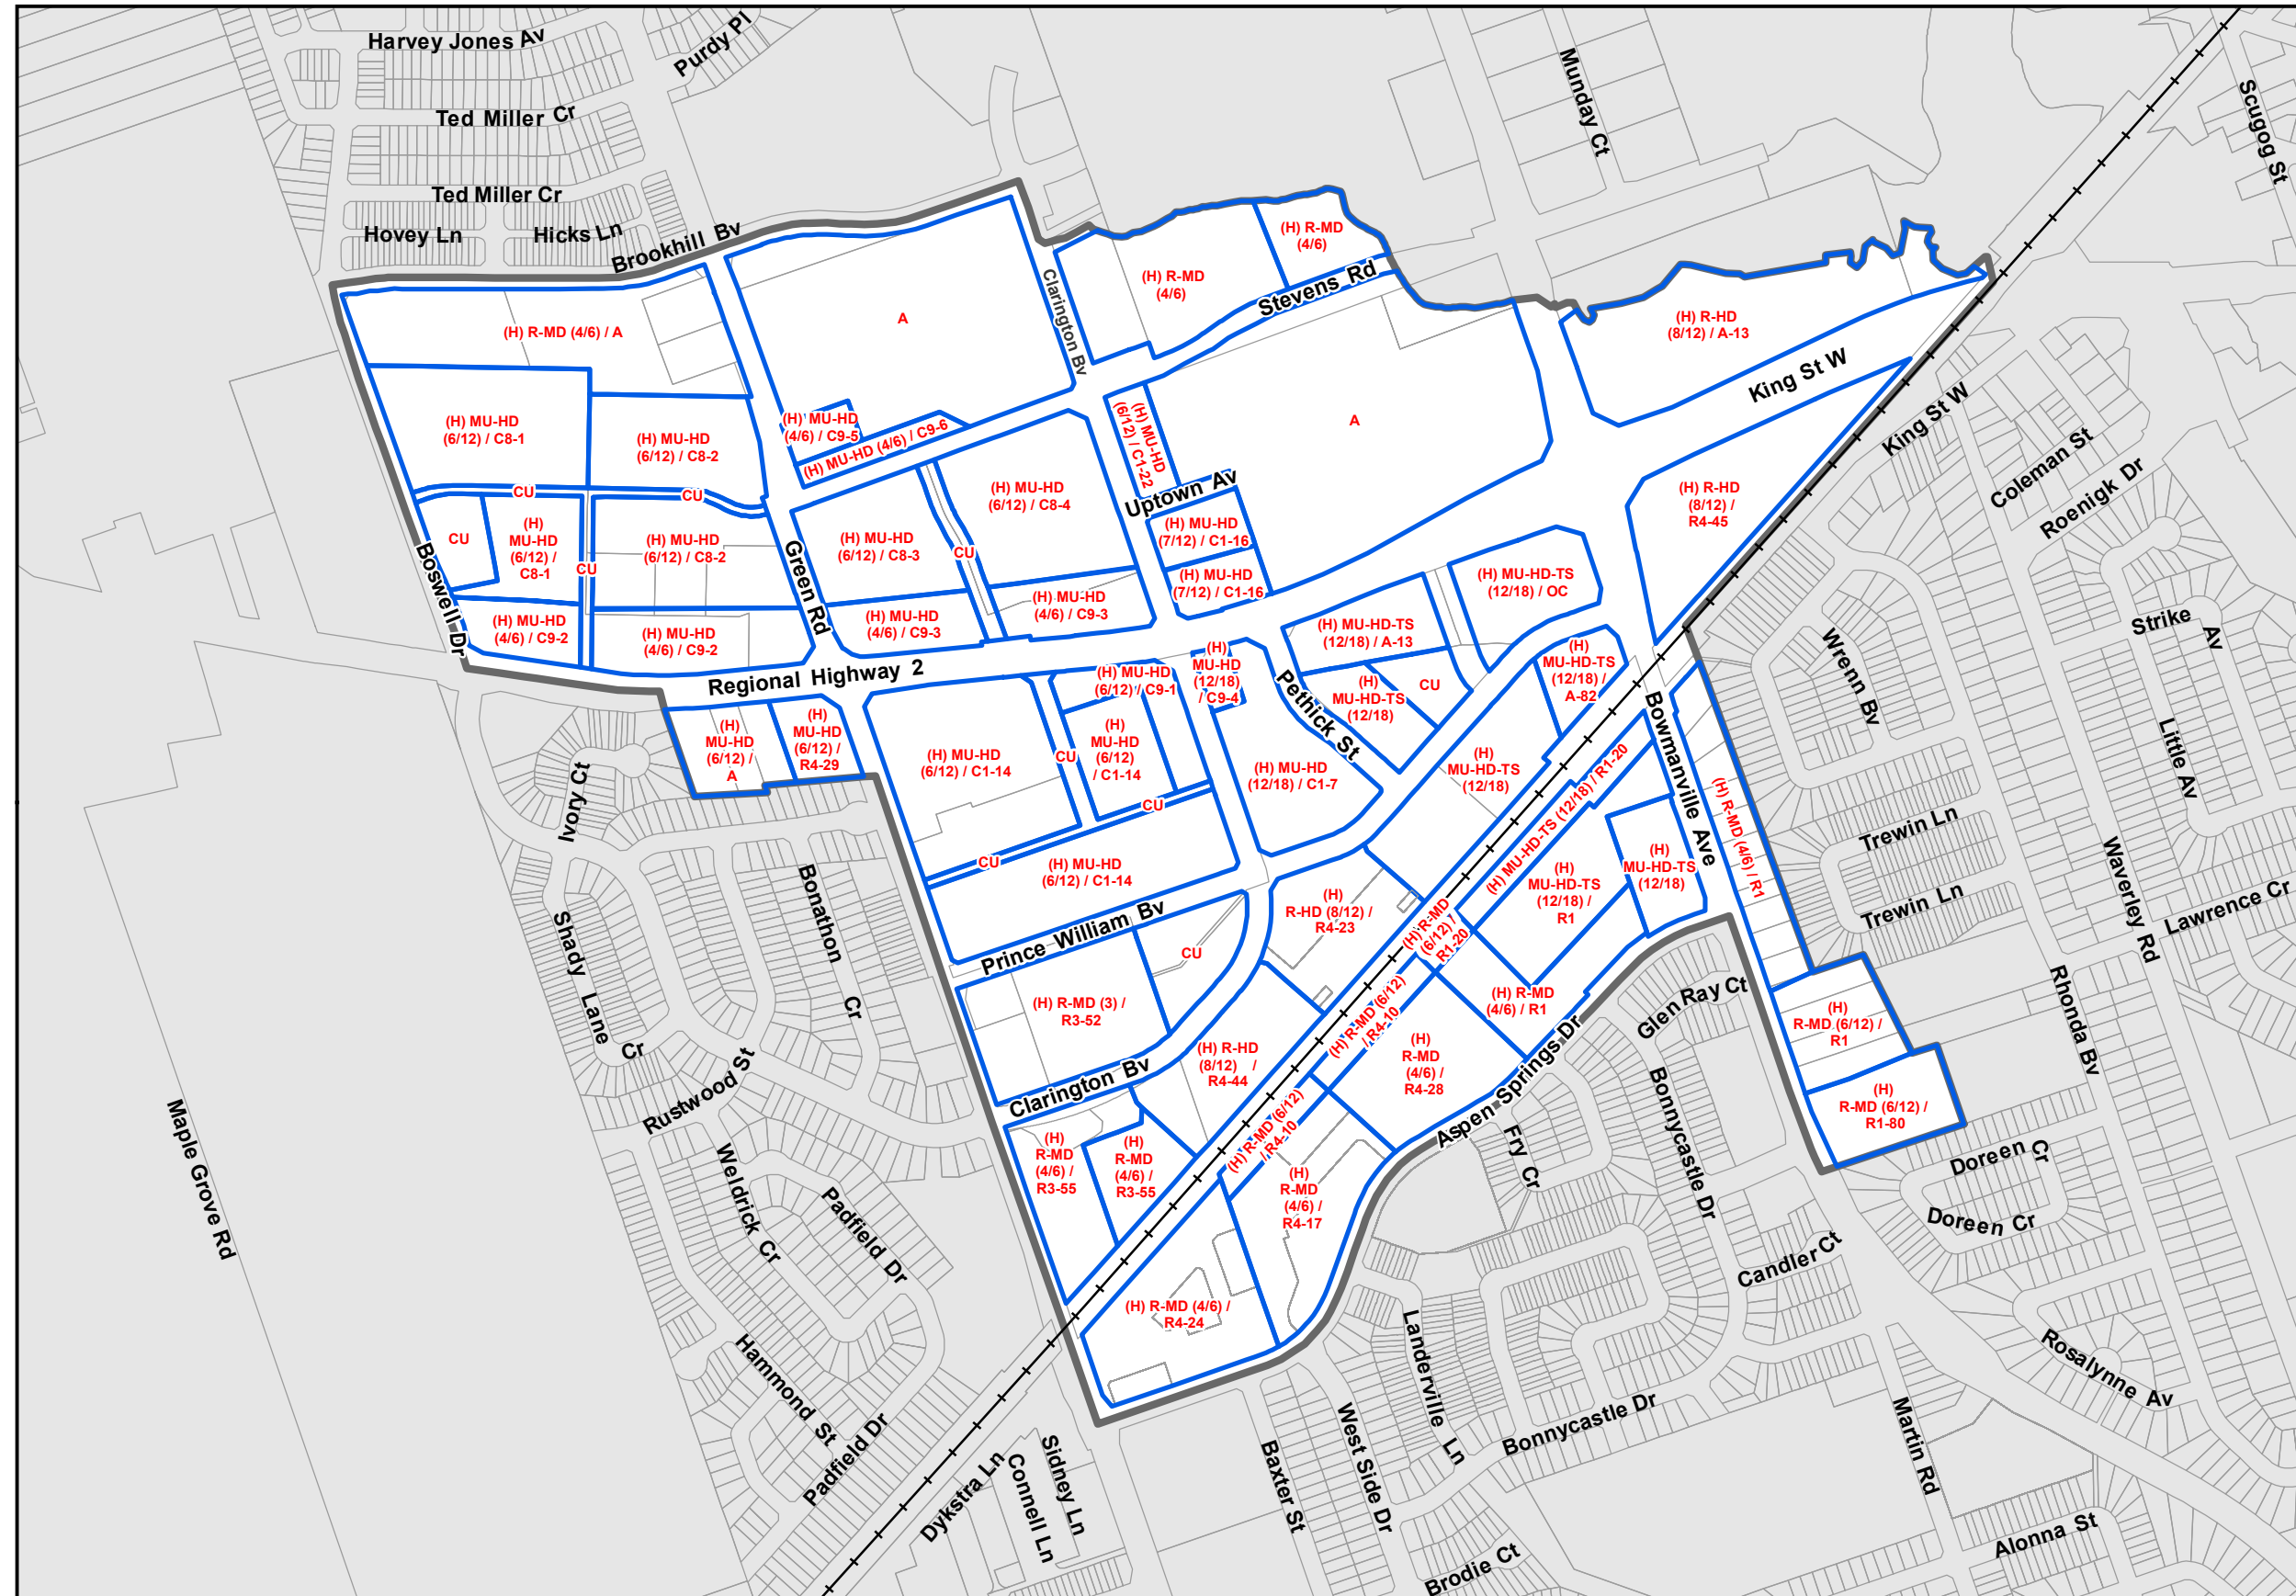 Harvey Jones Av
Purdy Pl
Munday Ct
Scugog St
Ted Miller Cr
Ted Miller Cr
Hovey Ln
Hicks Ln
Brookhill Bv
Clarington Bv
(H) R-MD
(4/6)
(H) R-MD
(4/6)
Stevens Rd
A
(H) R-MD (4/6) / A
(H) R-HD
(8/12) / A-13
King St W
King St W
Coleman St
Roenigk Dr
(H) MU-HD
(6/12) / C8-1
(H) MU-HD
(6/12) / C8-2
(H) MU-HD
(4/6) / C9-5
(H) MU-HD (4/6) / C9-6
(H) MU-HD
(6/12) / C1-22
A
Uptown Av
(H) MU-HD
(6/12) / C8-4
(H) R-HD
(8/12) /
R4-45
CU
CU
CU
(H)
MU-HD
(6/12) /
C8-1
CU
(H) MU-HD
(6/12) / C8-2
Green Rd
(H) MU-HD
(6/12) / C8-3
CU
(H) MU-HD
(7/12) / C1-16
(H) MU-HD
(7/12) / C1-16
Boswell Dr
(H) MU-HD
(4/6) / C9-2
(H) MU-HD
(4/6) / C9-2
(H) MU-HD
(4/6) / C9-3
(H) MU-HD
(4/6) / C9-3
(H) MU-HD-TS
(12/18) / OC
(H) MU-HD-TS
(12/18) / A-13
Regional Highway 2
(H) MU-HD
(6/12) / C9-1
(H)
MU-HD
(12/18)
/ C9-4
Pethick St
(H)
MU-HD-TS
(12/18)
CU
(H)
MU-HD-TS
(12/18) /
A-82
Bowmanville Ave
Wrenn Bv
Strike Av
Little Av
(H)
MU-HD
(6/12) /
A
(H)
MU-HD
(6/12) /
R4-29
(H) MU-HD
(6/12) / C1-14
CU
(H)
MU-HD
(6/12)
/ C1-14
CU
(H) MU-HD
(12/18) / C1-7
(H)
MU-HD-TS
(12/18)
(H) MU-HD-TS (12/18) / R1-20
(H) R-MD (4/6) / R1
Trewin Ln
Trewin Ln
Waverley Rd
Lawrence Cr
Ivory Ct
CU
(H) MU-HD
(6/12) / C1-14
(H)
MU-HD-TS
(12/18) /
R1
(H)
MU-HD-TS
(12/18)
Bonathon Cr
Shady Lane Cr
Prince William Bv
CU
(H)
R-HD (8/12) /
R4-23
(H) R-MD
(6/12) /
R1-20
(H) R-MD (3) /
R3-52
(H) R-MD (6/12)
/ R4-10
(H) R-MD
(4/6) / R1
Glen Ray Ct
(H)
R-MD (6/12) /
R1
Rhonda Bv
(H) R-HD
(8/12) /
R4-44
(H)
R-MD
(4/6) /
R4-28
Aspen Springs Dr
Rustwood St
Clarington Bv
(H) R-MD (6/12)
/ R4-10
(H)
R-MD (6/12) /
R1-80
Bonnycastle Dr
Maple Grove Rd
Weldrick Cr
Padfield Dr
(H)
R-MD
(4/6) /
R3-55
(H)
R-MD
(4/6) /
R3-55
(H)
R-MD
(4/6) /
R4-17
Fry Cr
Doreen Cr
Doreen Cr
Candler Ct
(H) R-MD (4/6) /
R4-24
Hammond St
Padfield Dr
Landerville Ln
Rosalynne Av
Dykstra Ln
Connell Ln
Sidney Ln
Baxter St
West Side Dr
Bonnycastle Dr
Martin Rd
Alonna St
Brodie Ct